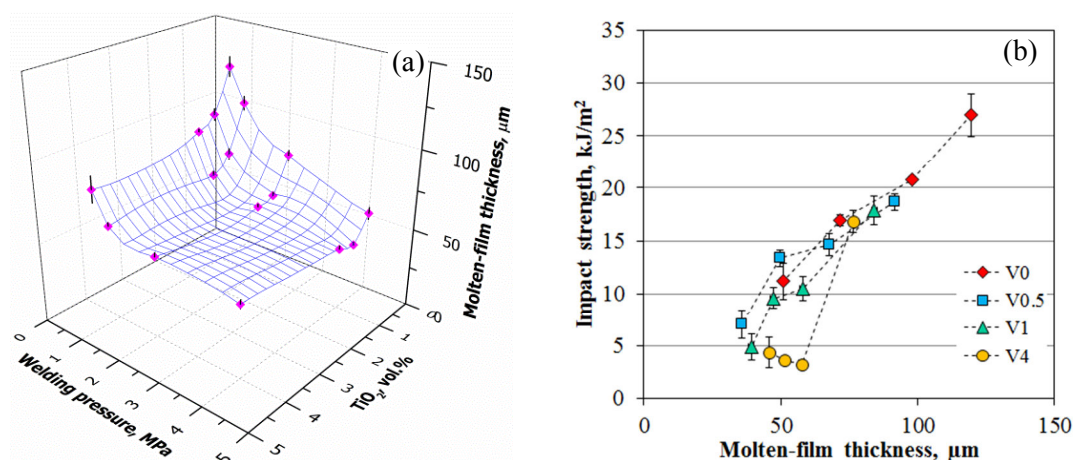 (a)
150
100
50
0
Molten-film thickness, μm
0
1
2
3
4
5
TiO₂, vol.%
0
1
2
3
4
Welding pressure, MPa
(b)
35
30
25
20
15
10
5
0
Impact strength, kJ/m²
0
50
100
150
Molten-film thickness, μm
V0
V0.5
V1
V4